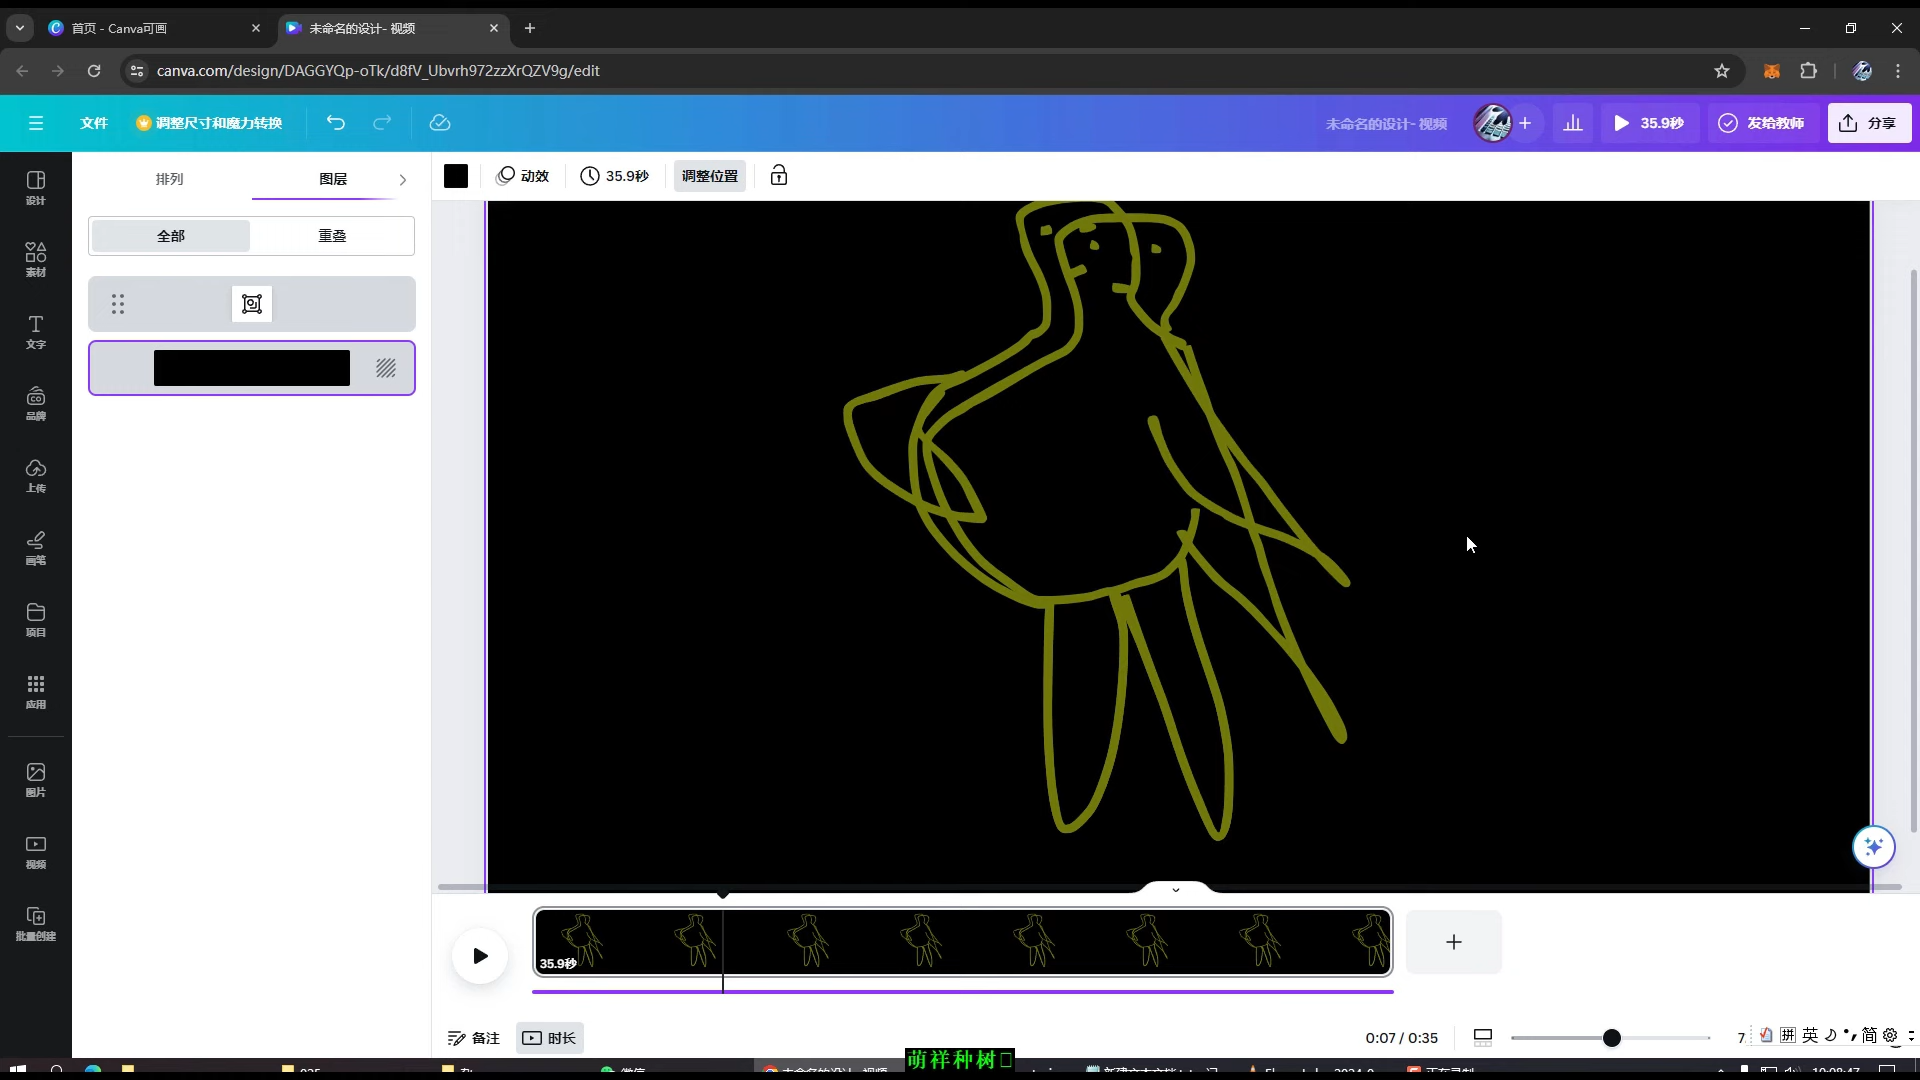 首页 - Canva可画
未命名的设计- 视频
canva.com/design/DAGGYQp-oTk/d8fV_Ubvrh972zzXrQZV9g/edit
文件
调整尺寸和魔力转换
未命名的设计- 视频
35.9秒
发给教师
分享
设计
素材
文字
品牌
上传
画笔
项目
应用
图片
视频
批量创建
排列
图层
全部
重叠
动效
35.9秒
调整位置
35.9秒
备注
时长
0:07 / 0:35
7
拼 英
简
萌祥种树